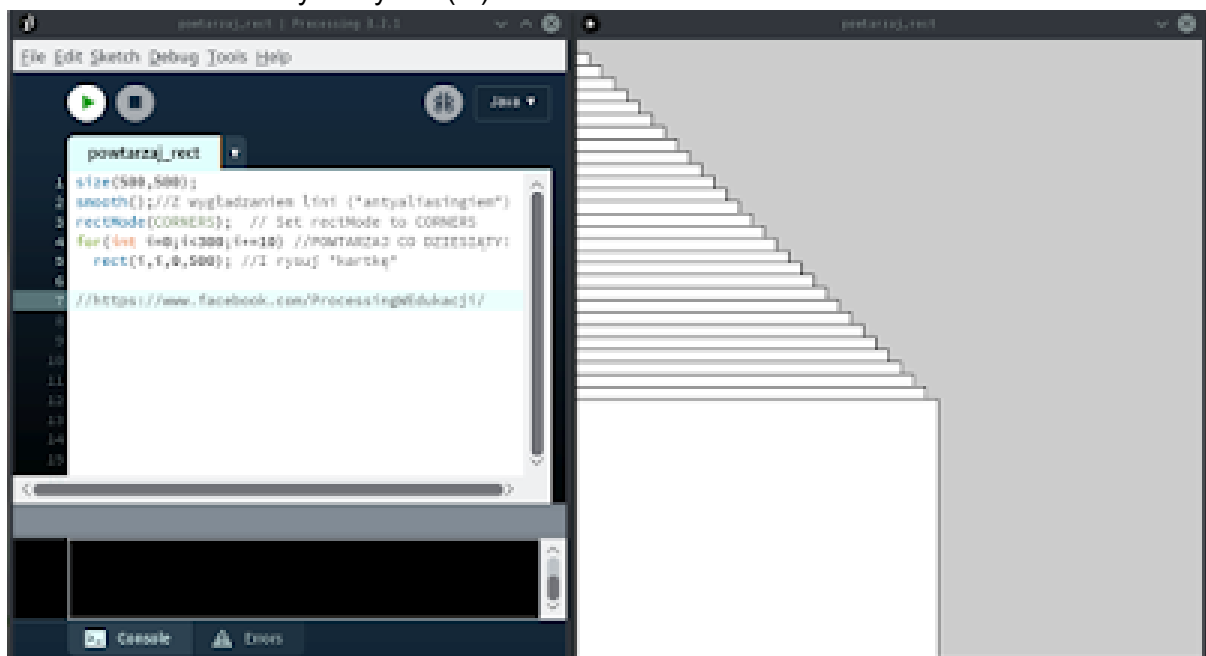 powtarzaj_rect | Processing 3.2.1
File Edit Sketch Debug Tools Help
Java
powtarzaj_rect
1 size(500,500);
2 smooth();//Z wygładzaniem lini ("antyaliasingiem")
3 rectMode(CORNERS); // Set rectMode to CORNERS
4 for(int i=0;i<300;i+=10) //POWTARZAJ CO DZIESIĄTY:
5 rect(i,i,0,500); //I rysuj "kartkę"
6
7 //https://www.facebook.com/ProcessingWEdukacji/
8
9
10
11
12
13
14
15
Console Errors
powtarzaj_rect